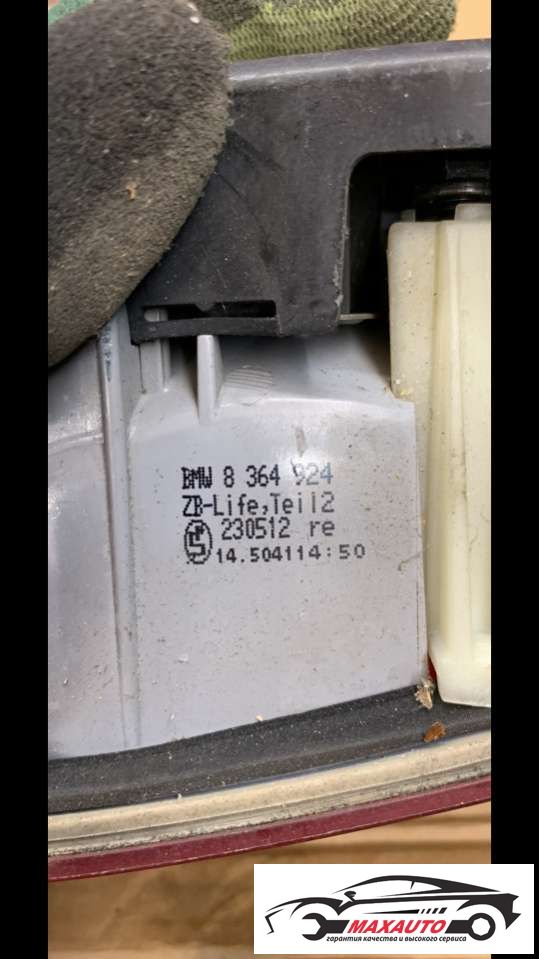 BMW 8 364 924
ZB-Life,Teil2
230512 re
14.504114:50
MAXAUTO
гарантия качества и высокого сервиса